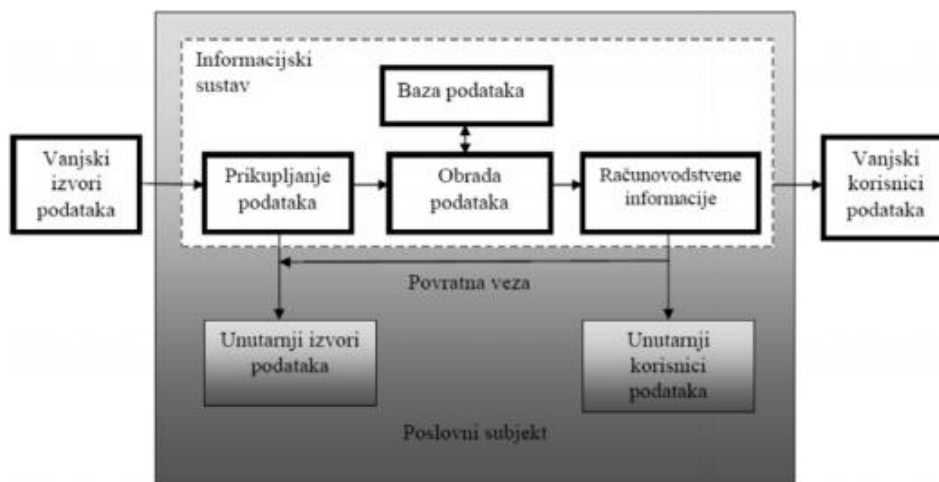 Informacijski
sustav
Baza podataka
Vanjski
izvori
podataka
Prikupljanje
podataka
Obrada
podataka
Računovodstvene
informacije
Vanjski
korisnici
podataka
Povratna veza
Unutarnji izvori
podataka
Unutarnji
korisnici
podataka
Poslovni subjekt